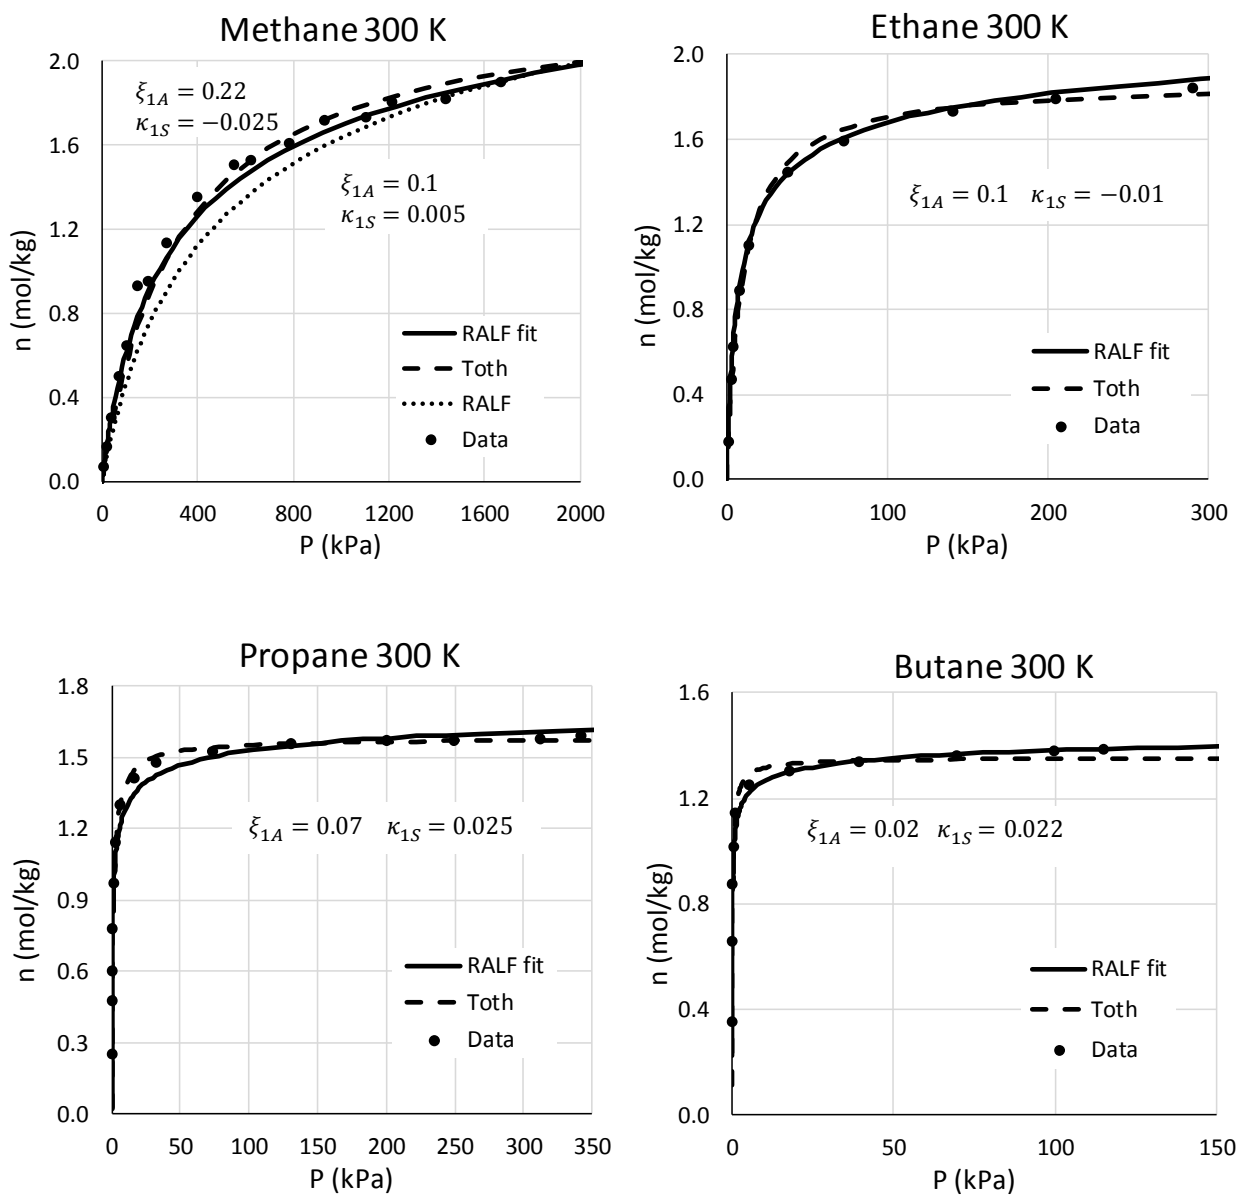 Methane 300 K
2.0
1.6
1.2
0.8
0.4
0.0
n (mol/kg)
ξ1A = 0.22
κ1S = −0.025
ξ1A = 0.1
κ1S = 0.005
RALF fit
Toth
RALF
Data
0 400 800 1200 1600 2000
P (kPa)
Ethane 300 K
2.0
1.6
1.2
0.8
0.4
0.0
n (mol/kg)
ξ1A = 0.1 κ1S = −0.01
RALF fit
Toth
Data
0 100 200 300
P (kPa)
Propane 300 K
1.8
1.5
1.2
0.9
0.6
0.3
0.0
n (mol/kg)
ξ1A = 0.07 κ1S = 0.025
RALF fit
Toth
Data
0 50 100 150 200 250 300 350
P (kPa)
Butane 300 K
1.6
1.2
0.8
0.4
0.0
n (mol/kg)
ξ1A = 0.02 κ1S = 0.022
RALF fit
Toth
Data
0 50 100 150
P (kPa)